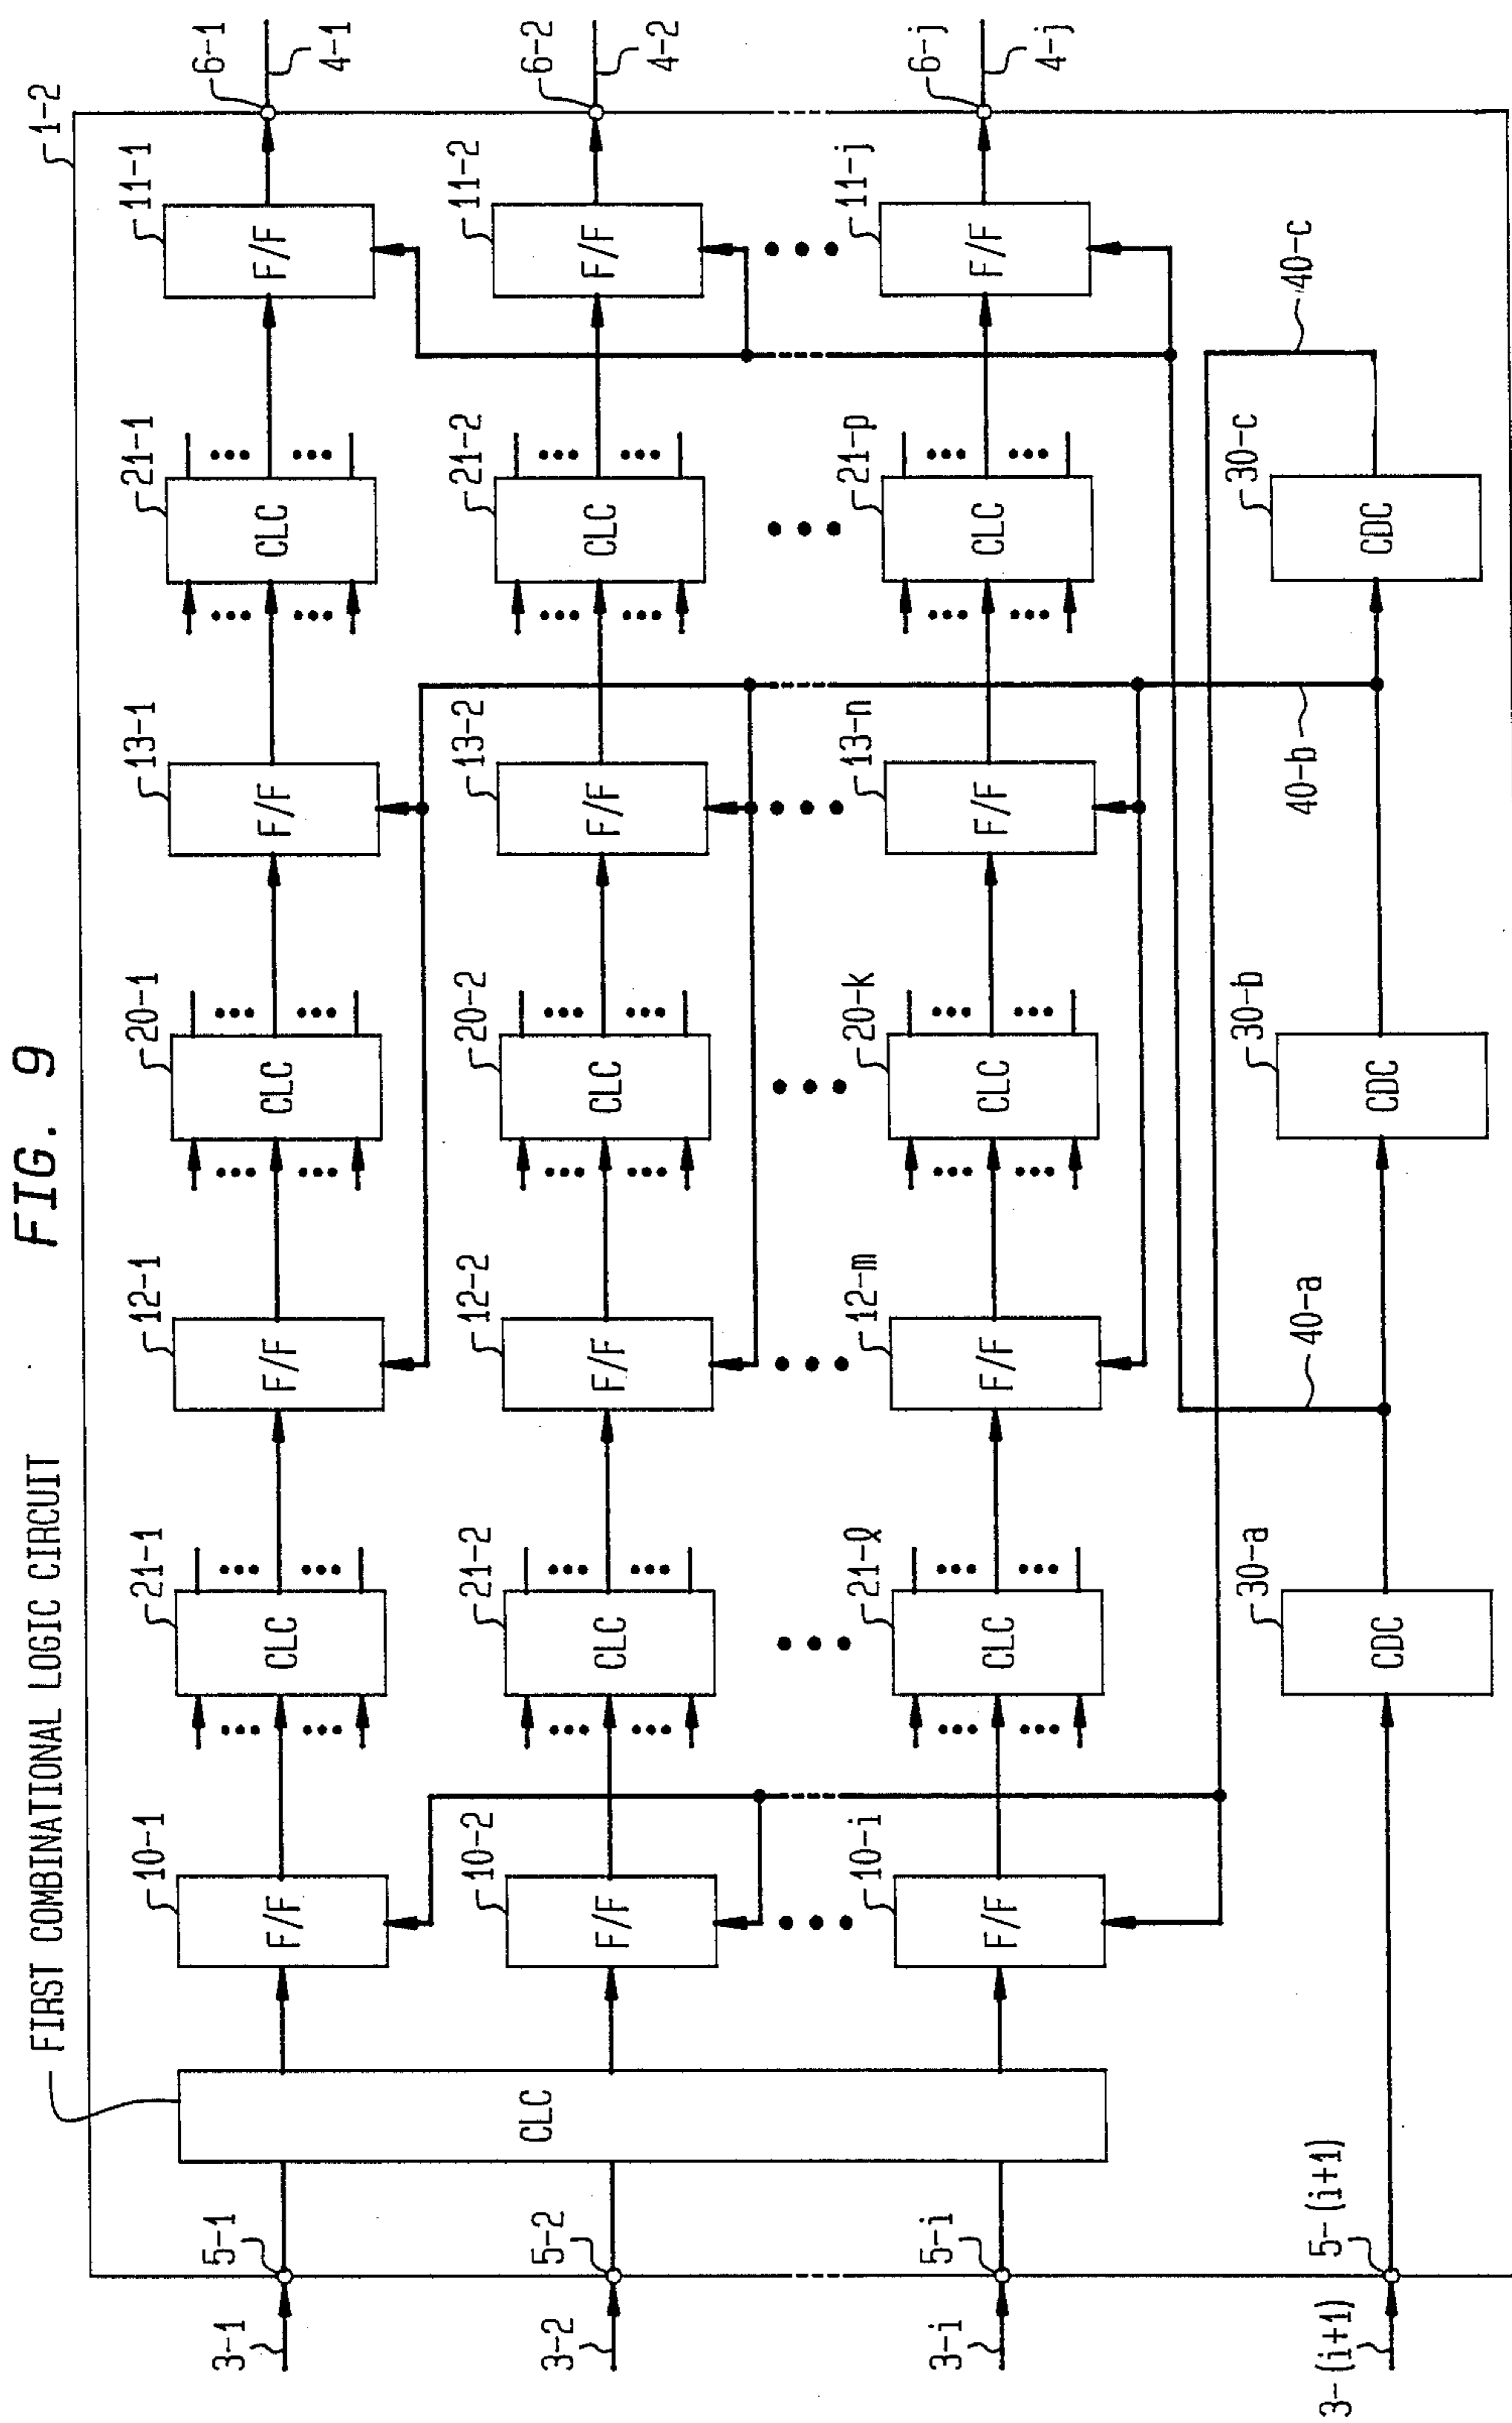 FIG. 9
FIRST COMBINATIONAL LOGIC CIRCUIT
1-2
10-1
21-1
12-1
20-1
13-1
21-1
11-1
3-1
5-1
F/F
CLC
F/F
CLC
F/F
CLC
F/F
6-1
4-1
10-2
21-2
12-2
20-2
13-2
21-2
11-2
3-2
5-2
CLC
F/F
CLC
F/F
CLC
F/F
CLC
F/F
6-2
4-2
10-i
21-ℓ
12-m
20-k
13-n
21-p
11-j
3-i
5-i
F/F
CLC
F/F
CLC
F/F
CLC
F/F
6-j
4-j
30-a
40-a
30-b
40-b
30-c
40-c
3-(i+1)
5-(i+1)
CDC
CDC
CDC